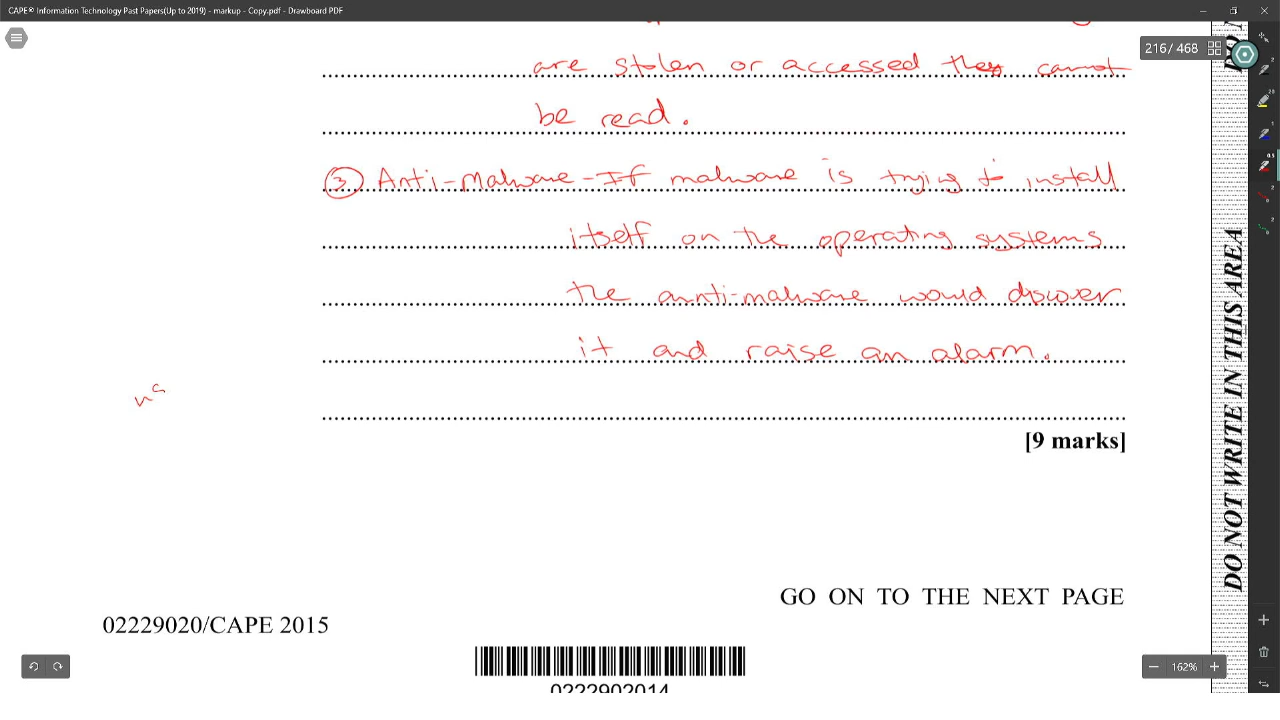 CAPE® Information Technology Past Papers(Up to 2019) - markup - Copy.pdf - Drawboard PDF
216 / 468
are stolen or accessed they cannot
be read.
③ Anti-Malware - If malware is trying to install
itself on the operating systems
the anti-malware would discover
it and raise an alarm.
[9 marks]
GO ON TO THE NEXT PAGE
02229020/CAPE 2015
0222902014
DO NOT WRITE IN THIS AREA
162%